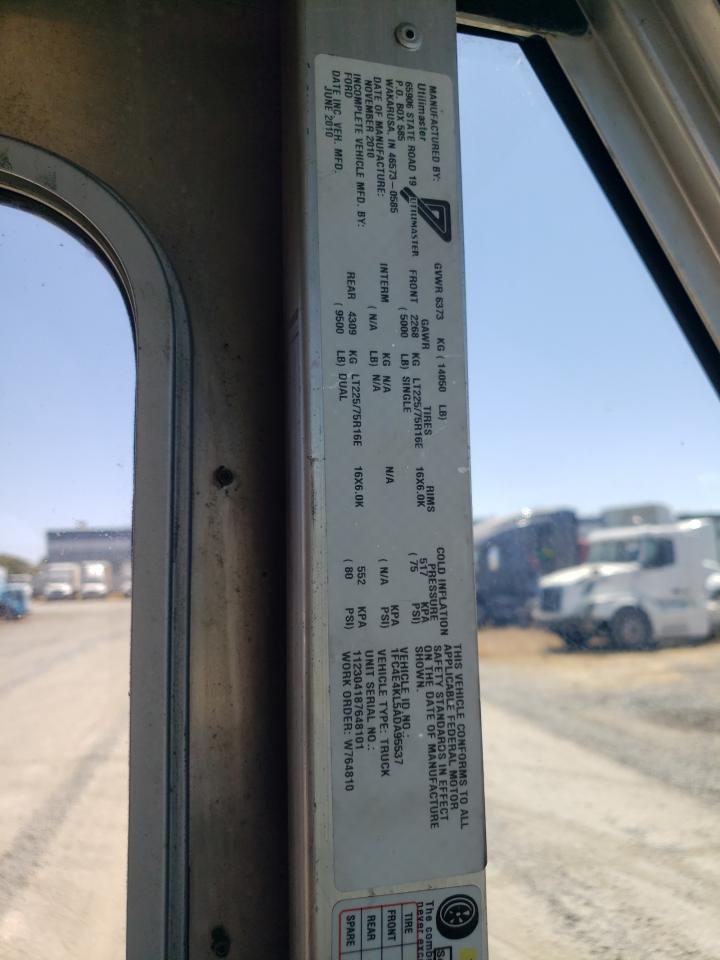 MANUFACTURED BY:
Utilimaster
65906 STATE ROAD 19
P.O. BOX 585
WAKARUSA, IN 46573-0585
DATE OF MANUFACTURE:
NOVEMBER 2010
INCOMPLETE VEHICLE MFD. BY:
FORD
DATE INC. VEH. MFD.
JUNE 2010
UTILIMASTER
GVWR 6373 KG ( 14050 LB)
GAWR TIRES RIMS COLD INFLATION PRESSURE
FRONT 2268 KG LT225/75R16E 16X6.0K 517 KPA
( 5000 LB) SINGLE ( 75 PSI)
INTERM KG N/A N/A KPA
( N/A LB) N/A ( N/A PSI)
REAR 4309 KG LT225/75R16E 16X6.0K 552 KPA
( 9500 LB) DUAL ( 80 PSI)
THIS VEHICLE CONFORMS TO ALL
APPLICABLE FEDERAL MOTOR
SAFETY STANDARDS IN EFFECT
ON THE DATE OF MANUFACTURE
SHOWN.
VEHICLE ID NO.:
1FC4E4KL5ADA95537
VEHICLE TYPE: TRUCK
UNIT SERIAL NO.:
112304187648101
WORK ORDER: W764810
The
never
TIRE
FRONT
REAR
SPARE